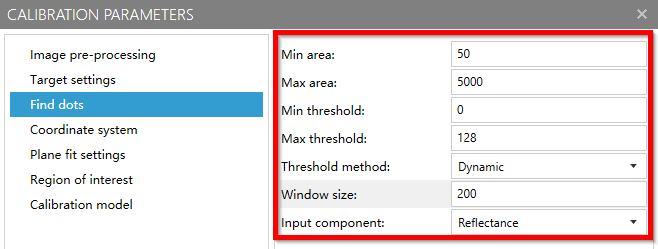 CALIBRATION PARAMETERS
Image pre-processing
Target settings
Find dots
Coordinate system
Plane fit settings
Region of interest
Calibration model
Min area: 50
Max area: 5000
Min threshold: 0
Max threshold: 128
Threshold method: Dynamic
Window size: 200
Input component: Reflectance